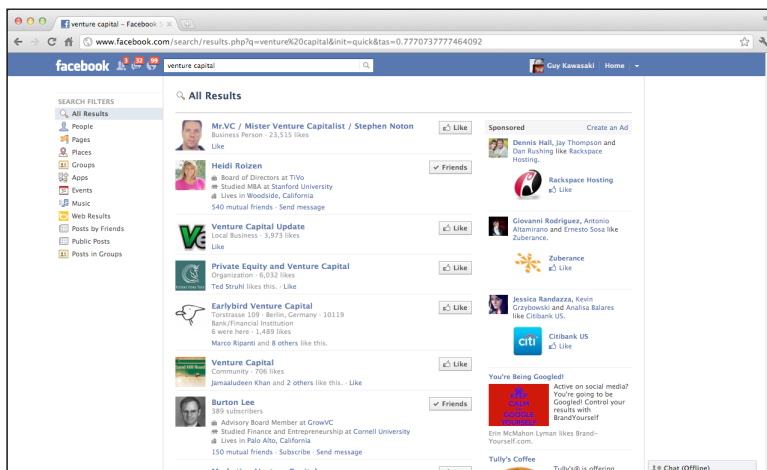 venture capital – Facebook S
www.facebook.com/search/results.php?q=venture%20capital&init=quick&tas=0.7770737777464092
facebook
3
32
99
venture capital
Guy Kawasaki
Home
SEARCH FILTERS
All Results
People
Pages
Places
Groups
Apps
Events
Music
Web Results
Posts by Friends
Public Posts
Posts in Groups
All Results
Mr.VC / Mister Venture Capitalist / Stephen Noton
Business Person · 23,515 likes
Like
Like
Heidi Roizen
Board of Directors at TiVo
Studied MBA at Stanford University
Lives in Woodside, California
540 mutual friends · Send message
Friends
Venture Capital Update
Local Business · 3,973 likes
Like
Like
Private Equity and Venture Capital
Organization · 6,032 likes
Ted Struhl likes this. · Like
Like
Earlybird Venture Capital
Torstrasse 109 · Berlin, Germany · 10119
Bank/Financial Institution
6 were here · 1,489 likes
Marco Ripanti and 8 others like this.
Like
Venture Capital
Community · 706 likes
Jamaaludeen Khan and 2 others like this. · Like
Like
Burton Lee
389 subscribers
Advisory Board Member at GrowVC
Studied Finance and Entrepreneurship at Cornell University
Lives in Palo Alto, California
150 mutual friends · Subscribe · Send message
Friends
Sponsored
Create an Ad
Dennis Hall, Jay Thompson and
Dan Rushing like Rackspace
Hosting.
Rackspace Hosting
Like
Giovanni Rodriguez, Antonio
Altamirano and Ernesto Sosa like
Zuberance.
Zuberance
Like
Jessica Randazza, Kevin
Grzybowski and Analisa Balares
like Citibank US.
citi
Citibank US
Like
You're Being Googled!
KEEP
CALM
GOOGLE
YOURSELF
Active on social media?
You're going to be
Googled! Control your
results with
BrandYourself
Erin McMahon Lyman likes Brand-
Yourself.com.
Tully's Coffee
Tully's® is offering
Chat (Offline)